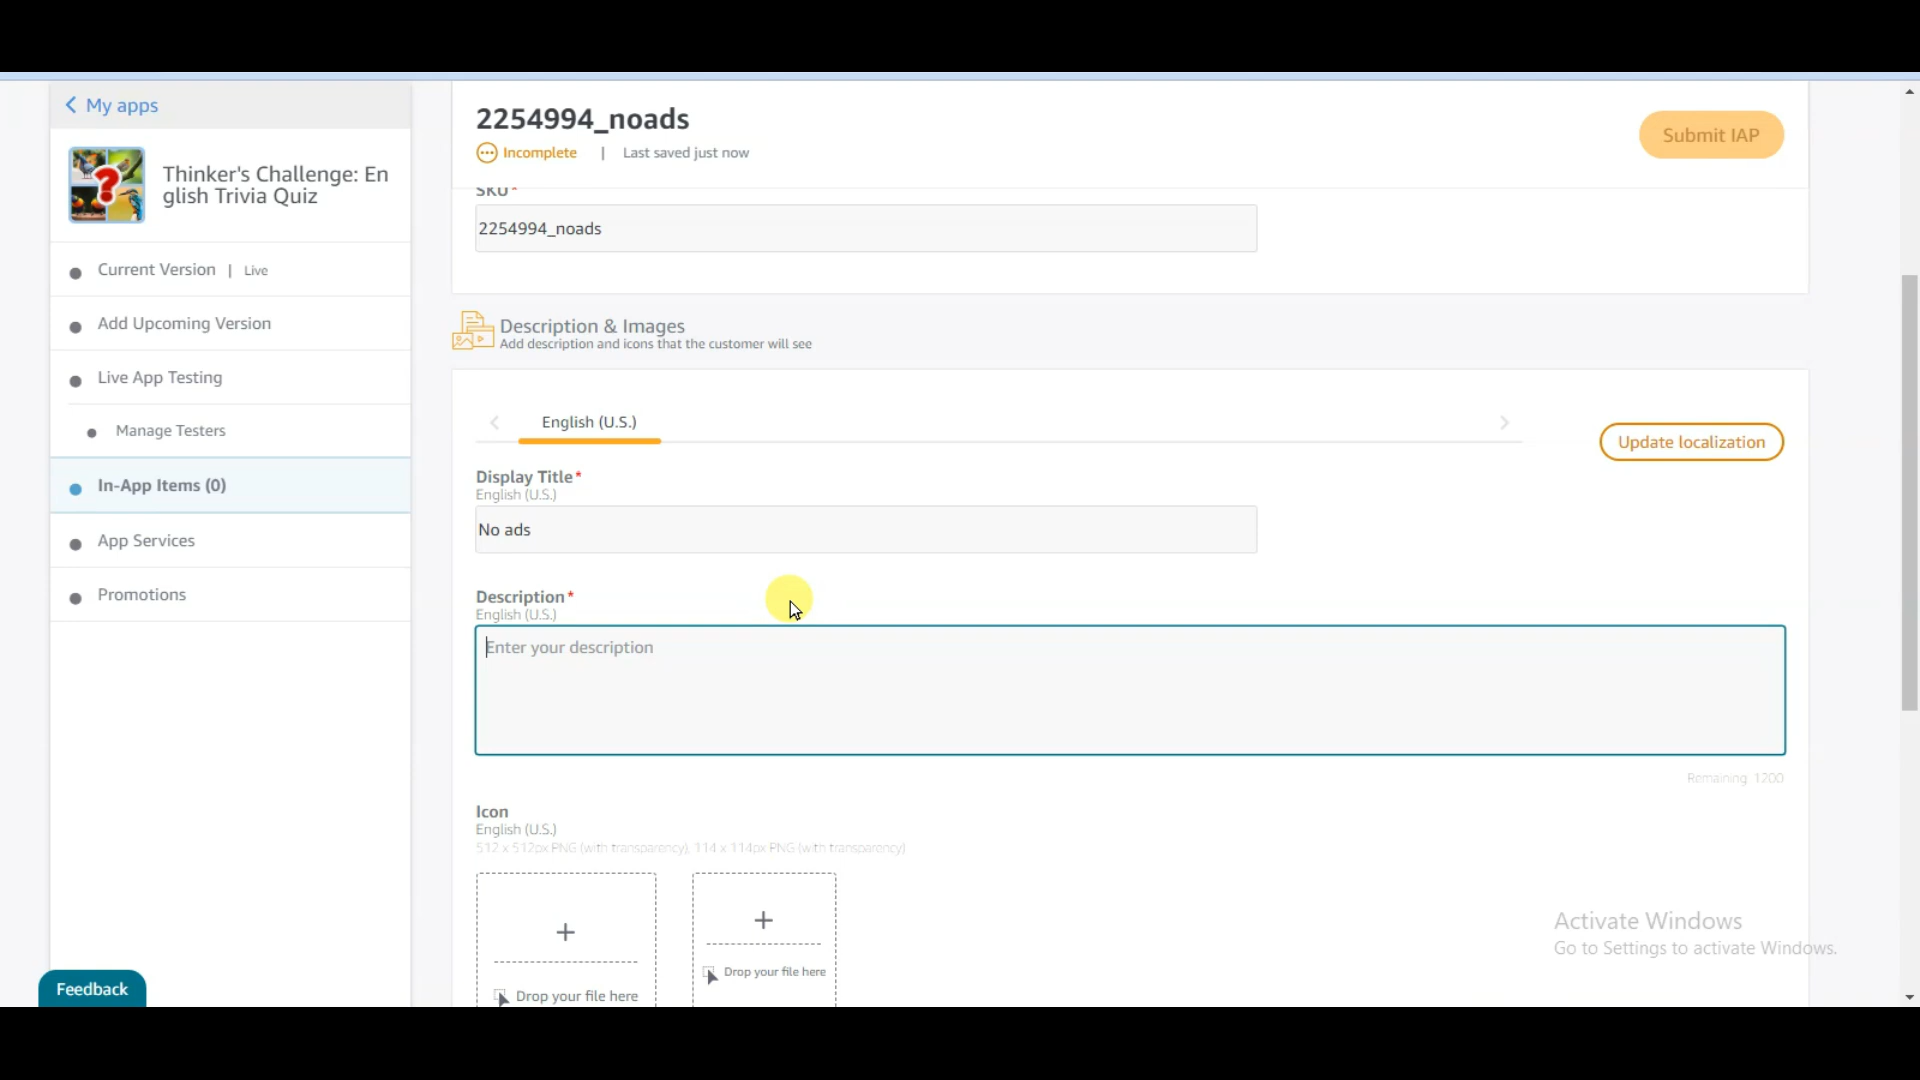 My apps
Thinker's Challenge: En
glish Trivia Quiz
Current Version | Live
Add Upcoming Version
Live App Testing
Manage Testers
In-App Items (0)
App Services
Promotions
Feedback
2254994_noads
Incomplete | Last saved just now
Submit IAP
SKU*
2254994_noads
Description & Images
Add description and icons that the customer will see
English (U.S.)
Update localization
Display Title*
English (U.S.)
No ads
Description*
English (U.S.)
Enter your description
Remaining 1200
Icon
English (U.S.)
512 x 512px PNG (with transparency), 114 x 114px PNG (with transparency)
+
Drop your file here
+
Drop your file here
Activate Windows
Go to Settings to activate Windows.